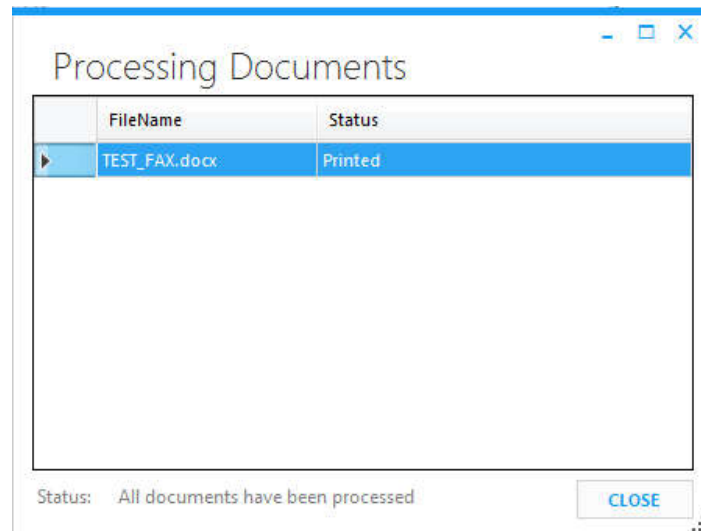 Processing Documents
FileName Status
TEST_FAX.docx Printed
Status: All documents have been processed CLOSE